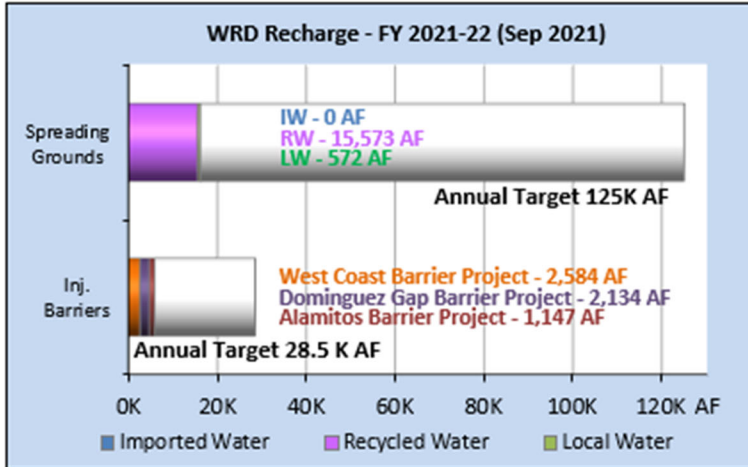 WRD Recharge - FY 2021-22 (Sep 2021)
Spreading
Grounds
IW - 0 AF
RW - 15,573 AF
LW - 572 AF
Annual Target 125K AF
Inj.
Barriers
West Coast Barrier Project - 2,584 AF
Dominguez Gap Barrier Project - 2,134 AF
Alamitos Barrier Project - 1,147 AF
Annual Target 28.5 K AF
0K 20K 40K 60K 80K 100K 120K AF
Imported Water Recycled Water Local Water